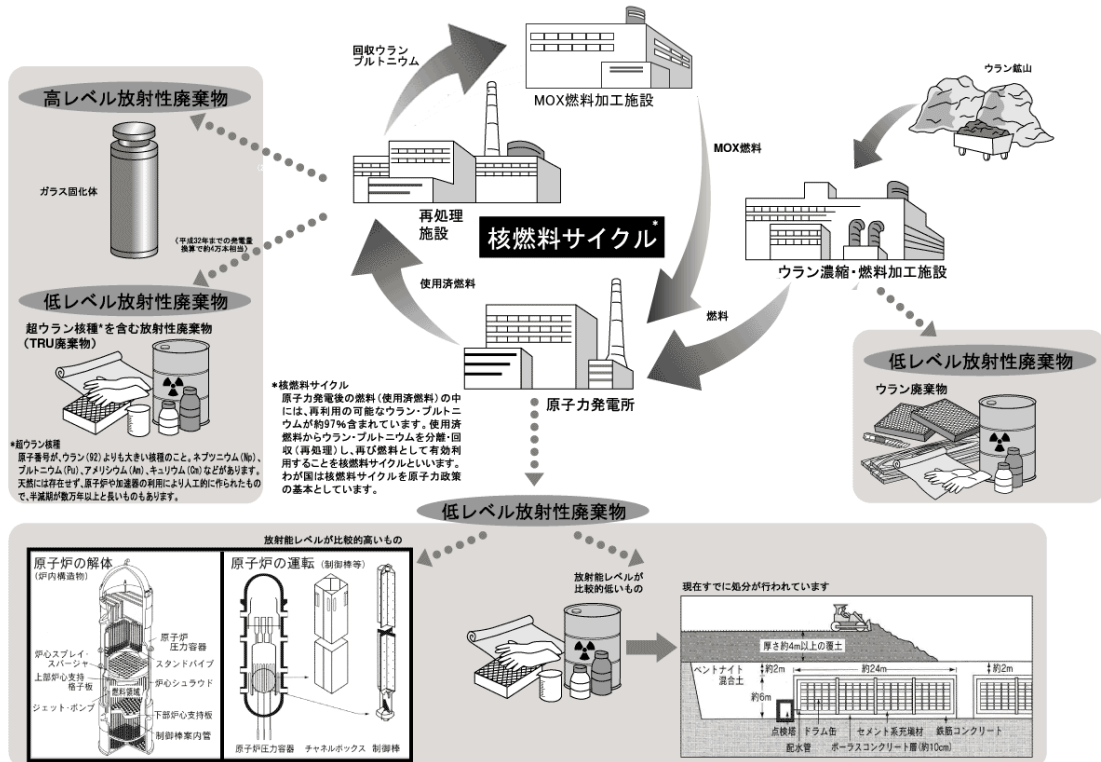 回収ウラン
プルトニウム
MOX燃料加工施設
ウラン鉱山
高レベル放射性廃棄物
ガラス固化体
(平成32年までの発電量
換算で約4万本相当)
再処理
施設
MOX燃料
核燃料サイクル*
ウラン濃縮・燃料加工施設
使用済燃料
燃料
原子力発電所
低レベル放射性廃棄物
超ウラン核種*を含む放射性廃棄物
(TRU廃棄物)
*超ウラン核種
原子番号が、ウラン(92)よりも大きい核種のこと。ネプツニウム(Np)、
プルトニウム(Pu)、アメリシウム(Am)、キュリウム(Cm)などがあります。
天然には存在せず、原子炉や加速器の利用により人工的に作られたもの
で、半減期が数万年以上と長いものもあります。
*核燃料サイクル
原子力発電後の燃料(使用済燃料)の中
には、再利用の可能なウラン・プルトニ
ウムが約97%含まれています。使用済
燃料からウラン・プルトニウムを分離・回
収(再処理)し、再び燃料として有効利
用することを核燃料サイクルといいます。
わが国は核燃料サイクルを原子力政策
の基本としています。
低レベル放射性廃棄物
ウラン廃棄物
低レベル放射性廃棄物
放射能レベルが比較的高いもの
原子炉の解体
(炉内構造物)
原子炉
圧力容器
炉心スプレイ・
スパージャ
スタンドパイプ
上部炉心支持
格子板
炉心シュラウド
燃料領域
ジェット・ポンプ
下部炉心支持板
制御棒案内管
原子炉の運転(制御棒等)
原子炉圧力容器
チャネルボックス
制御棒
放射能レベルが
比較的低いもの
現在すでに処分が行われています
厚さ約4m以上の覆土
ベントナイト
混合土
約2m
約24m
約2m
約6m
点検塔
ドラム缶
セメント系充填材
鉄筋コンクリート
配水管
ポーラスコンクリート層(約10cm)